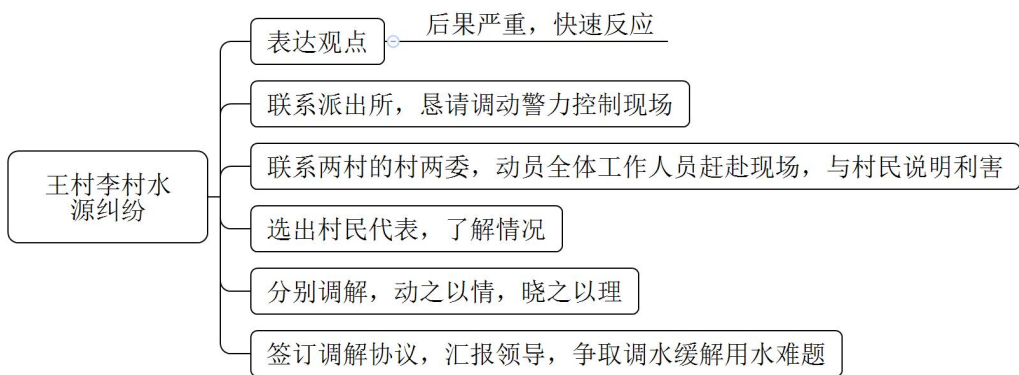 表达观点
后果严重，快速反应
联系派出所，恳请调动警力控制现场
联系两村的村两委，动员全体工作人员赶赴现场，与村民说明利害
王村李村水
源纠纷
选出村民代表，了解情况
分别调解，动之以情，晓之以理
签订调解协议，汇报领导，争取调水缓解用水难题